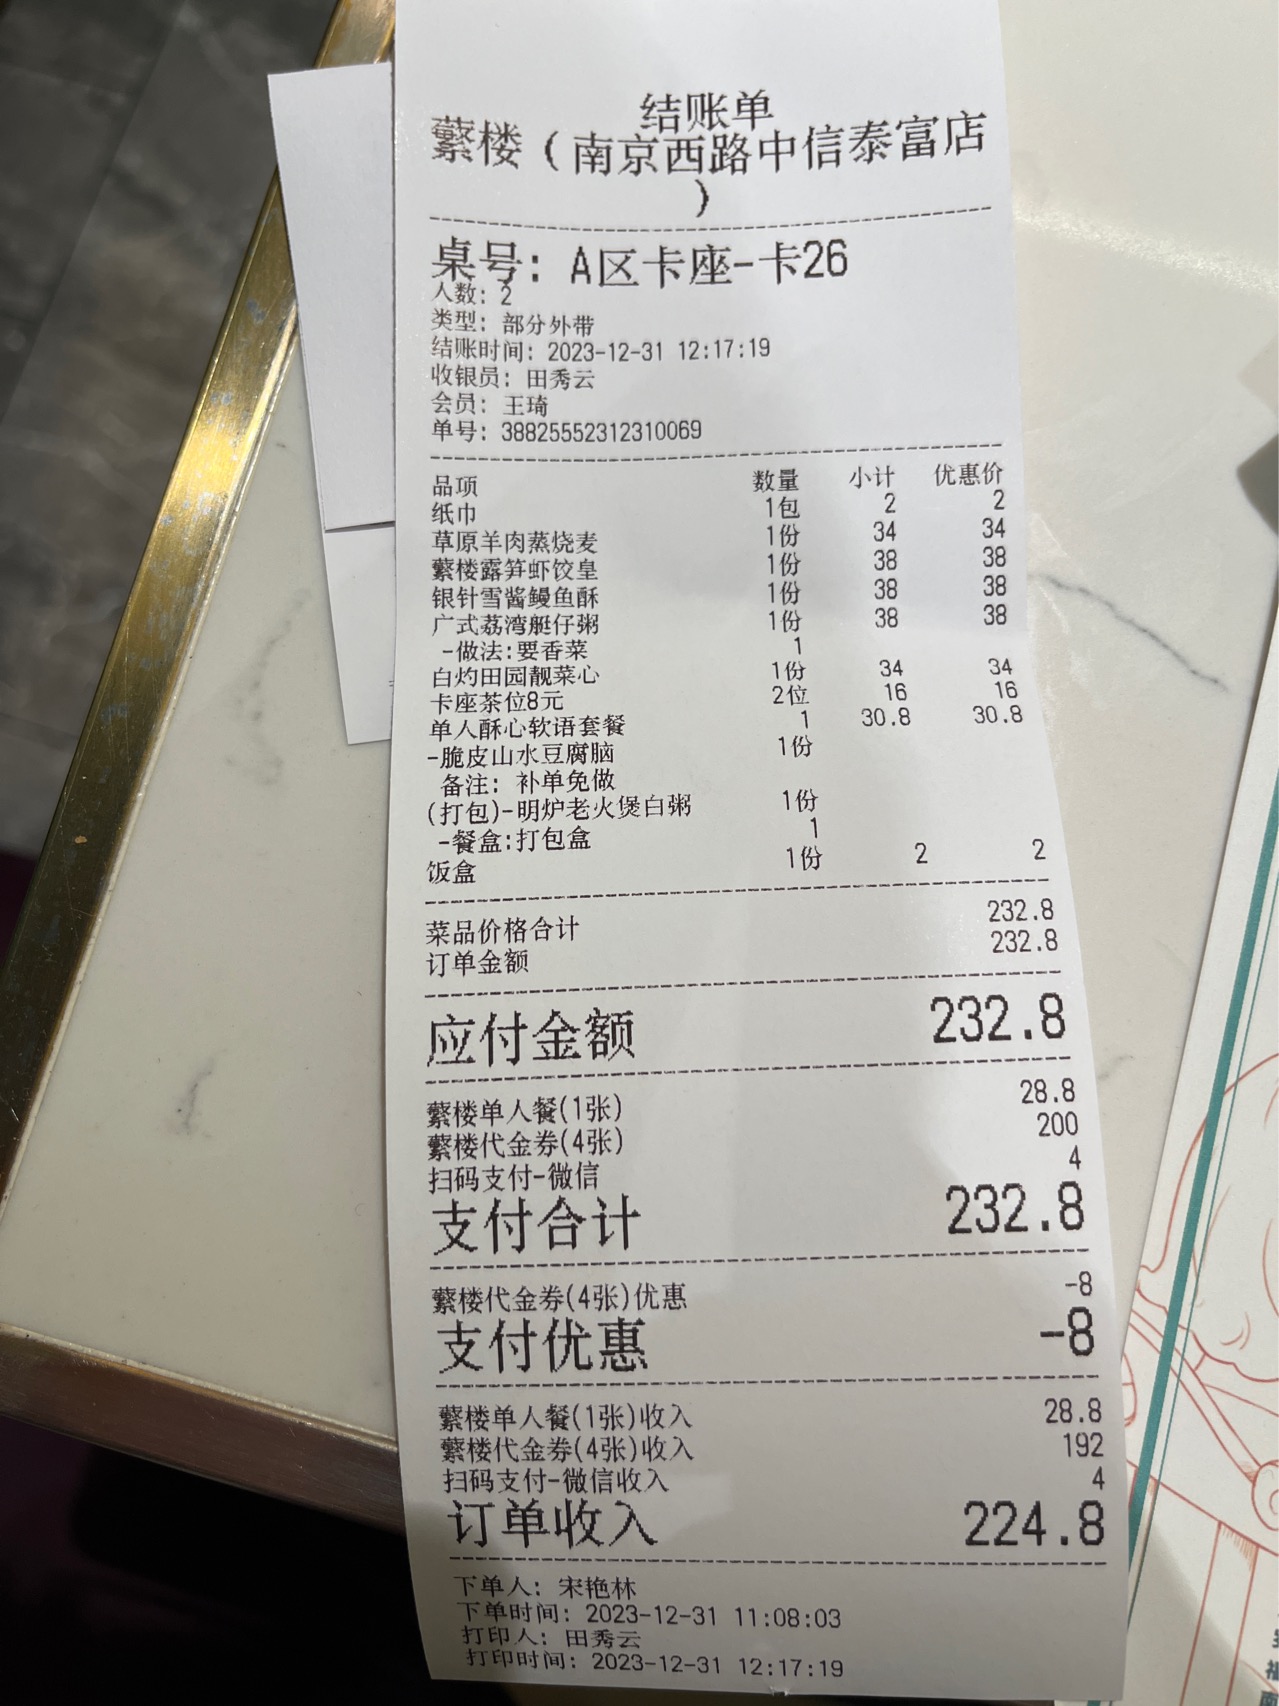 结账单
蘩楼（南京西路中信泰富店
）
桌号：A区卡座-卡26
人数：2
类型：部分外带
结账时间：2023-12-31 12:17:19
收银员：田秀云
会员：王琦
单号：38825552312310069
品项 数量 小计 优惠价
纸巾 1包 2 2
草原羊肉蒸烧麦 1份 34 34
蘩楼露笋虾饺皇 1份 38 38
银针雪酱鳗鱼酥 1份 38 38
广式荔湾艇仔粥 1份 38 38
-做法:要香菜 1
白灼田园靓菜心 1份 34 34
卡座茶位8元 2位 16 16
单人酥心软语套餐 1 30.8 30.8
-脆皮山水豆腐脑 1份
备注：补单免做
(打包)-明炉老火煲白粥 1份
-餐盒:打包盒 1
饭盒 1份 2 2
菜品价格合计 232.8
订单金额 232.8
应付金额 232.8
蘩楼单人餐(1张) 28.8
蘩楼代金券(4张) 200
扫码支付-微信 4
支付合计 232.8
蘩楼代金券(4张)优惠 -8
支付优惠 -8
蘩楼单人餐(1张)收入 28.8
蘩楼代金券(4张)收入 192
扫码支付-微信收入 4
订单收入 224.8
下单人：宋艳林
下单时间：2023-12-31 11:08:03
打印人：田秀云
打印时间：2023-12-31 12:17:19